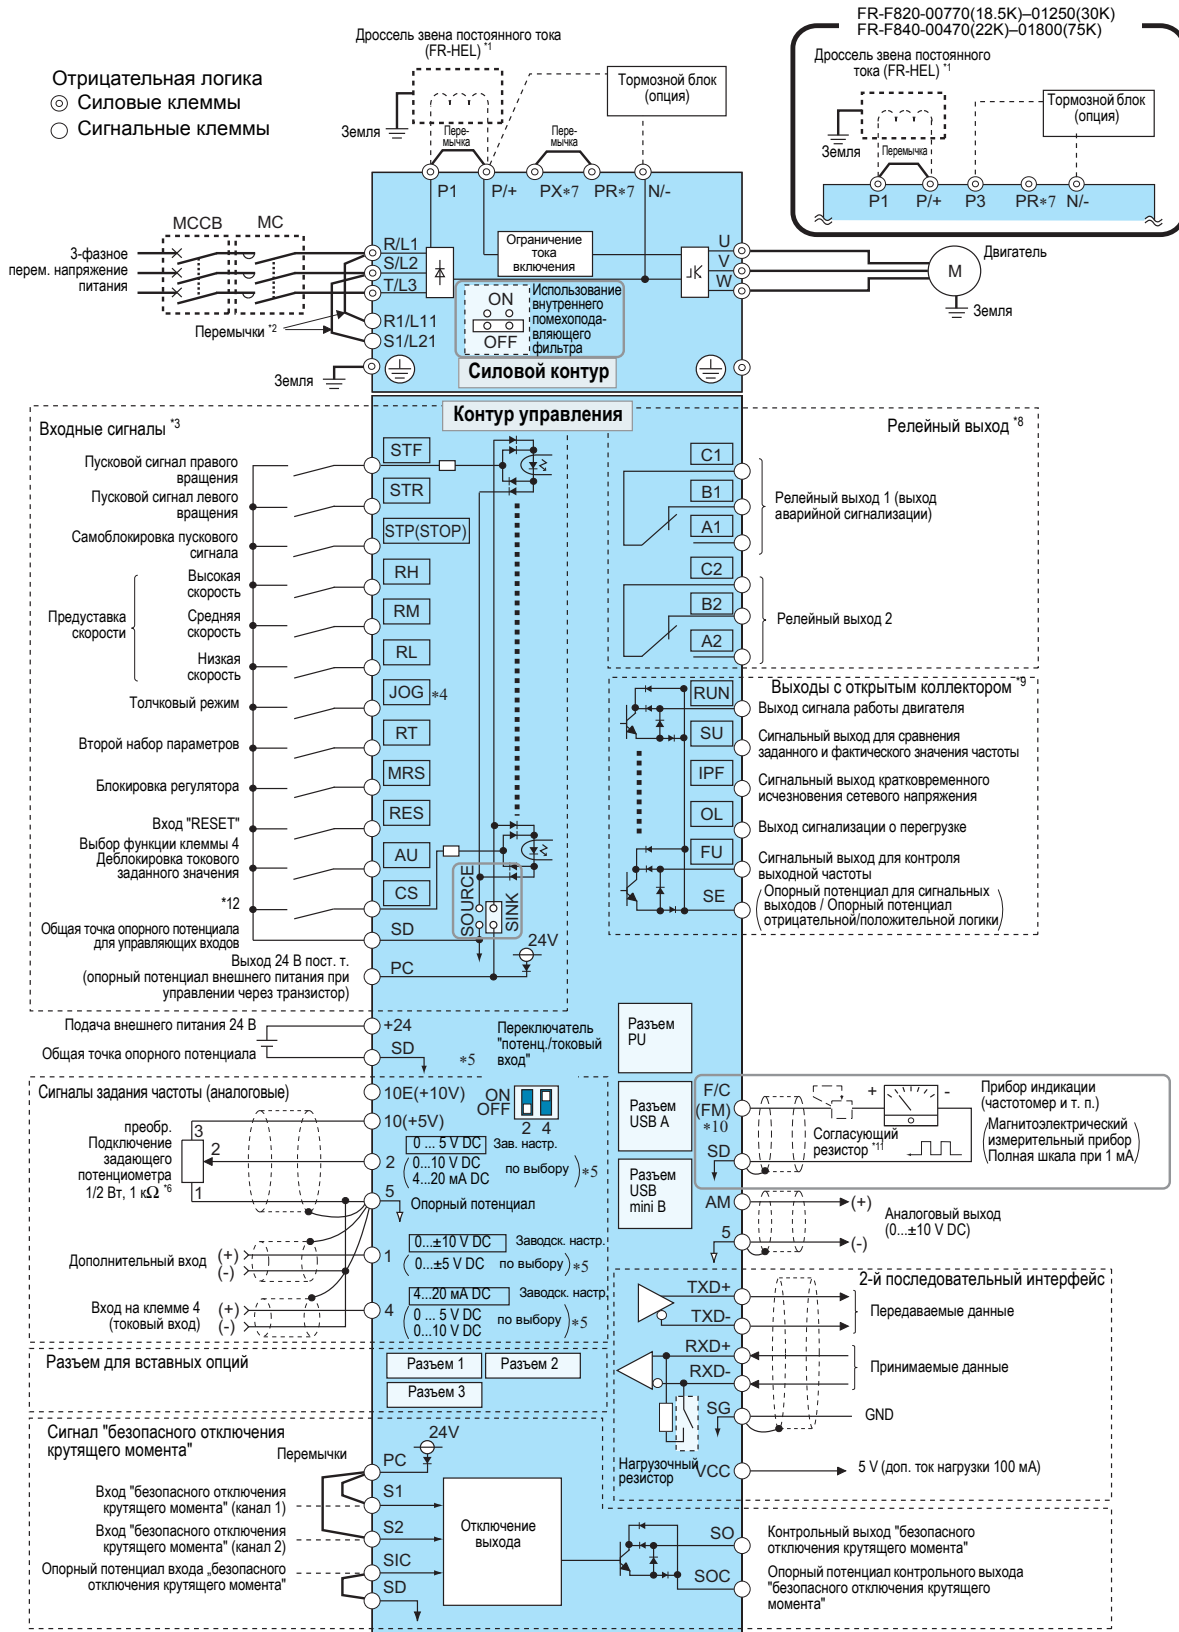 FR-F820-00770(18.5K)–01250(30K)
FR-F840-00470(22K)–01800(75K)
Дроссель звена постоянного тока
(FR-HEL) *1
Дроссель звена постоянного
тока (FR-HEL) *1
Отрицательная логика
Силовые клеммы
Сигнальные клеммы
Тормозной блок
(опция)
Тормозной блок
(опция)
Земля
Пере-
мычка
Пере-
мычка
Земля
Перемычка
P1
P/+
PX*7
PR*7
N/-
P1
P/+
P3
PR*7
N/-
MCCB
MC
3-фазное
перем. напряжение
питания
R/L1
S/L2
T/L3
Ограничение
тока
включения
U
V
W
M
Двигатель
Земля
Перемычки *2
R1/L11
S1/L21
ON
OFF
Использование
внутреннего
помехопода-
вляющего
фильтра
Земля
Силовой контур
Контур управления
Входные сигналы *3
Релейный выход *8
Пусковой сигнал правого
вращения
STF
Пусковой сигнал левого
вращения
STR
Самоблокировка пускового
сигнала
STP(STOP)
Предуставка
скорости
Высокая
скорость
RH
Средняя
скорость
RM
Низкая
скорость
RL
Толчковый режим
JOG *4
Второй набор параметров
RT
Блокировка регулятора
MRS
Вход "RESET"
RES
Выбор функции клеммы 4
Деблокировка токового
заданного значения
AU
*12
CS
SOURCE
SINK
Общая точка опорного потенциала
для управляющих входов
SD
24V
Выход 24 В пост. т.
(опорный потенциал внешнего питания при
управлении через транзистор)
PC
C1
B1
A1
Релейный выход 1 (выход
аварийной сигнализации)
C2
B2
A2
Релейный выход 2
Выходы с открытым коллектором *9
RUN
Выход сигнала работы двигателя
SU
Сигнальный выход для сравнения
заданного и фактического значения частоты
IPF
Сигнальный выход кратковременного
исчезновения сетевого напряжения
OL
Выход сигнализации о перегрузке
FU
Сигнальный выход для контроля
выходной частоты
SE
(Опорный потенциал для сигнальных
выходов / Опорный потенциал
отрицательной/положительной логики)
Подача внешнего питания 24 В
+24
Общая точка опорного потенциала
SD
*5
Переключатель
"потенц./токовый
вход"
Разъем
PU
Сигналы задания частоты (аналоговые)
10E(+10V)
ON
OFF
2 4
10(+5V)
преобр.
Подключение
задающего
потенциометра
1/2 Вт, 1 кΩ *6
3
2
1
2
0 ... 5 V DC
Зав. настр.
(0...10 V DC
4...20 мА DC
по выбору) *5
5
Опорный потенциал
Дополнительный вход
(+)
(-)
1
0...±10 V DC
Заводск. настр.
(0...±5 V DC
по выбору) *5
Вход на клемме 4
(токовый вход)
(+)
(-)
4
4...20 мА DC
Заводск. настр.
(0 ... 5 V DC
0...10 V DC
по выбору) *5
Разъем
USB A
Разъем
USB
mini B
F/C
(FM)
*10
SD
+
-
Согласующий
резистор *11
Прибор индикации
(частотомер и т. п.)
(Магнитоэлектрический
измерительный прибор
Полная шкала при 1 мА)
AM
(+)
5
(-)
Аналоговый выход
(0...±10 V DC)
2-й последовательный интерфейс
TXD+
TXD-
Передаваемые данные
RXD+
RXD-
Принимаемые данные
SG
GND
Нагрузочный
резистор
VCC
5 V (доп. ток нагрузки 100 мА)
Разъем для вставных опций
Разъем 1
Разъем 2
Разъем 3
Сигнал "безопасного отключения
крутящего момента"
Перемычки
24V
PC
Вход "безопасного отключения
крутящего момента" (канал 1)
S1
Вход "безопасного отключения
крутящего момента" (канал 2)
S2
Опорный потенциал входа „безопасного
отключения крутящего момента"
SIC
SD
Отключение
выхода
SO
Контрольный выход "безопасного
отключения крутящего момента"
SOC
Опорный потенциал контрольного выхода
"безопасного отключения крутящего
момента"